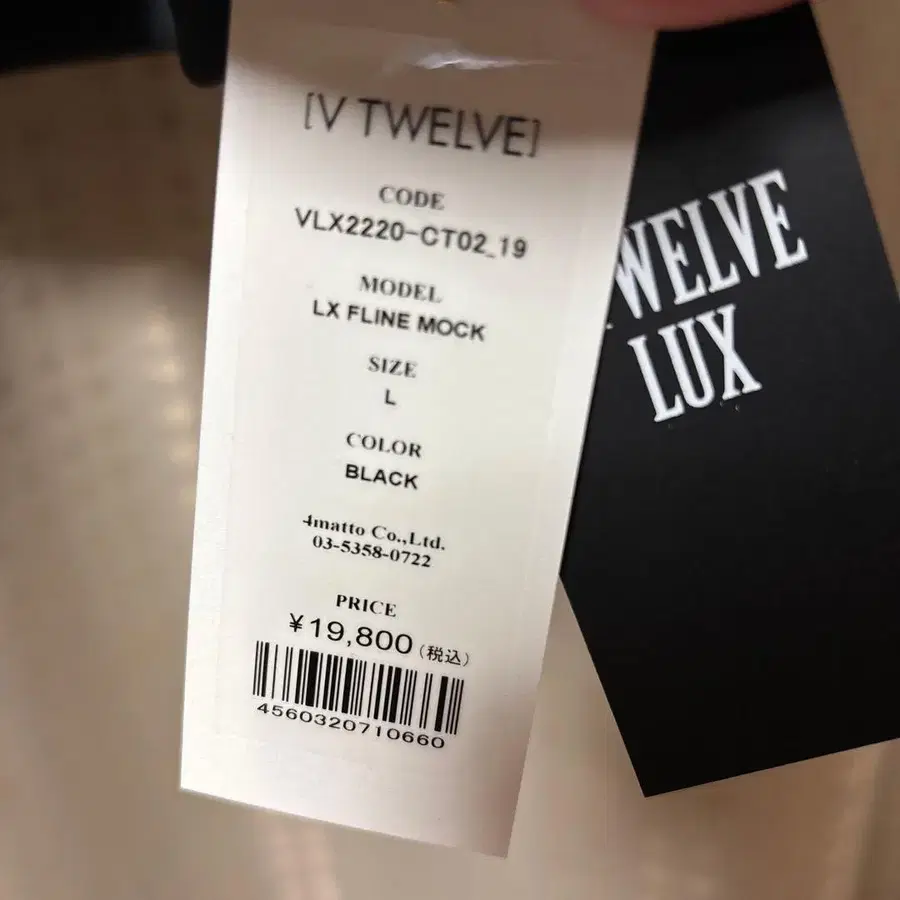 [V TWELVE]
CODE
VLX2220-CT02_19
MODEL
LX FLINE MOCK
SIZE
L
COLOR
BLACK
4matto Co.,Ltd.
03-5358-0722
PRICE
¥19,800(税込)
4560320710660
TWELVE
LUX